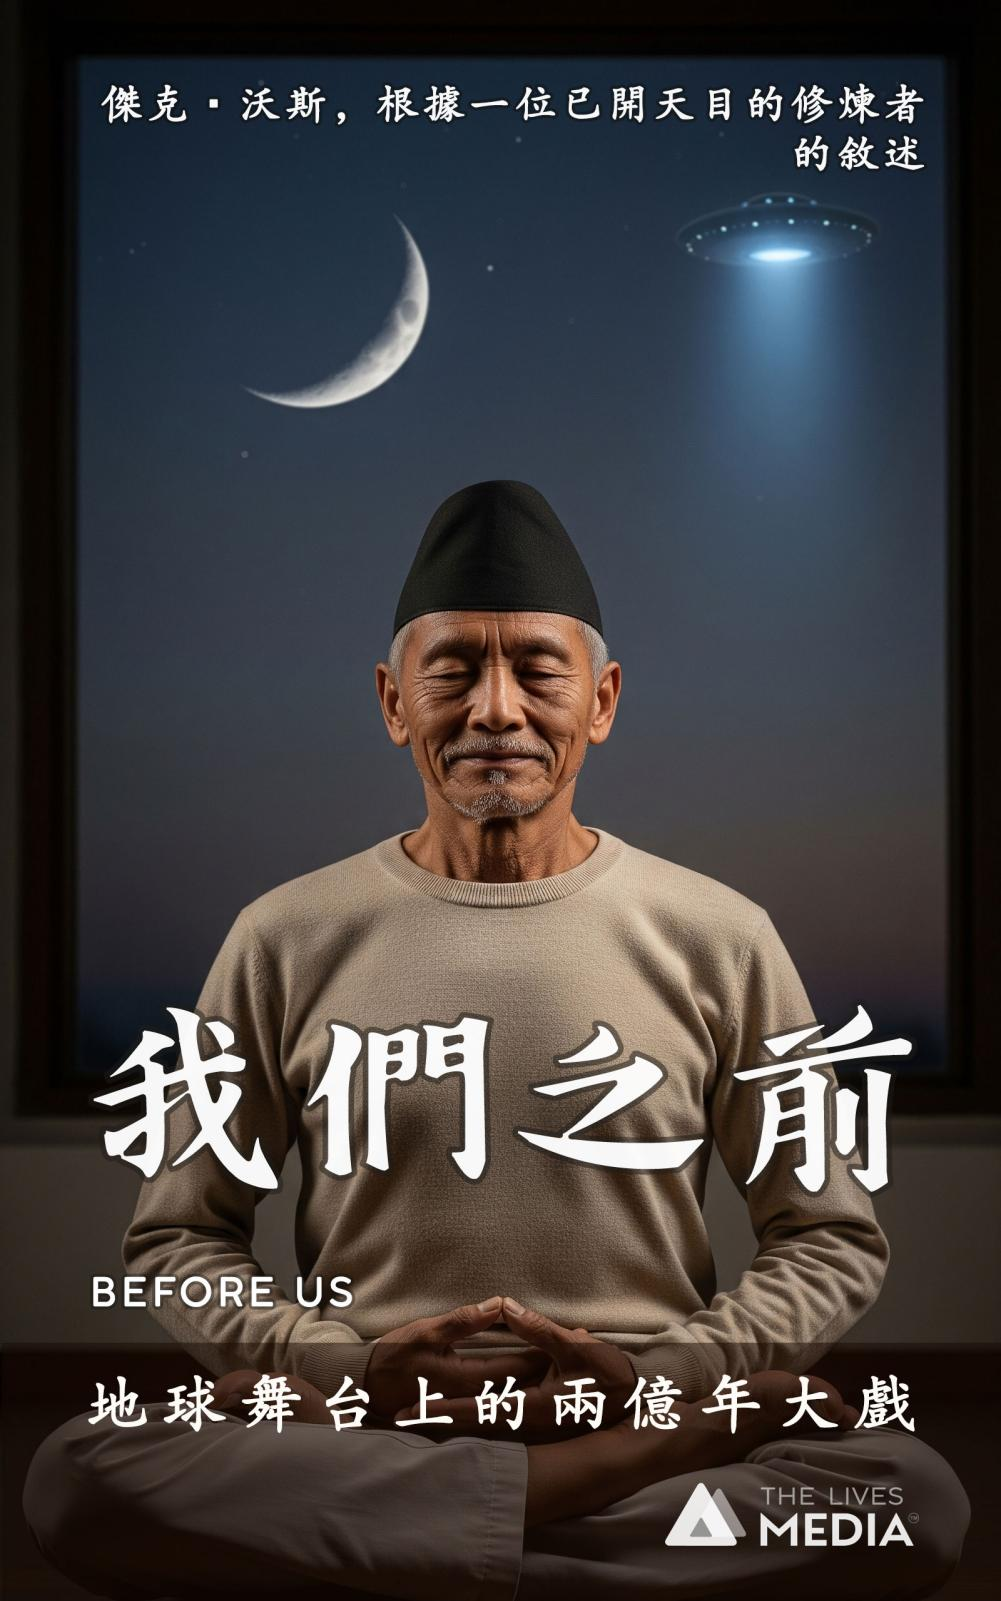 傑克·沃斯，根據一位已開天目的修煉者
的敘述
我們之前
BEFORE US
地球舞台上的兩億年大戲
THE LIVES
MEDIA™